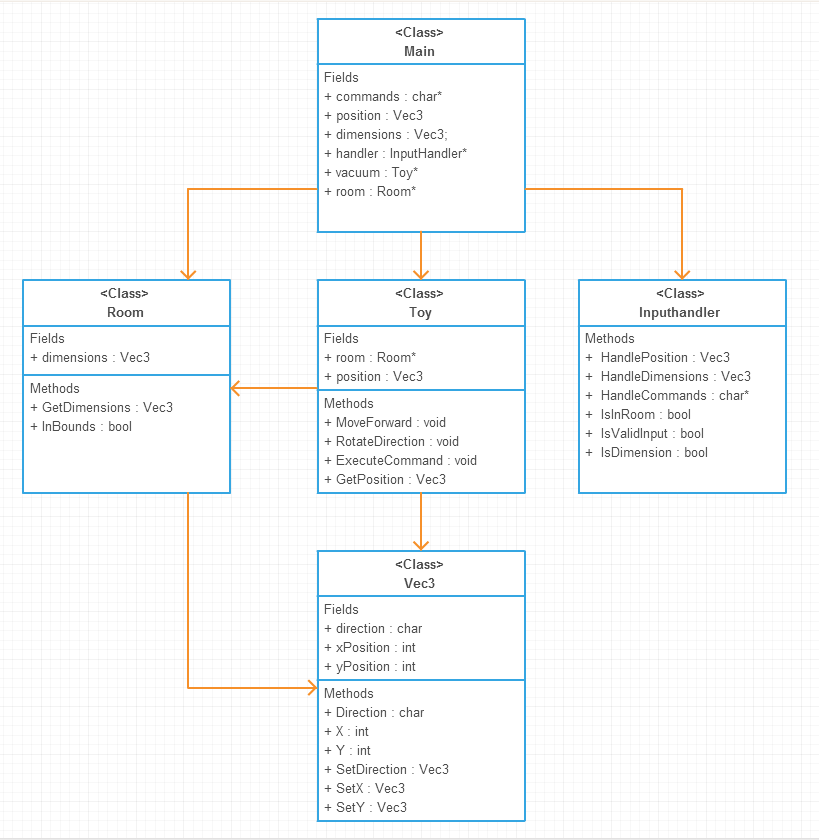 <Class>
Main
Fields
+ commands : char*
+ position : Vec3
+ dimensions : Vec3;
+ handler : InputHandler*
+ vacuum : Toy*
+ room : Room*
<Class>
Room
Fields
+ dimensions : Vec3
Methods
+ GetDimensions : Vec3
+ InBounds : bool
<Class>
Toy
Fields
+ room : Room*
+ position : Vec3
Methods
+ MoveForward : void
+ RotateDirection : void
+ ExecuteCommand : void
+ GetPosition : Vec3
<Class>
Inputhandler
Methods
+ HandlePosition : Vec3
+ HandleDimensions : Vec3
+ HandleCommands : char*
+ IsInRoom : bool
+ IsValidInput : bool
+ IsDimension : bool
<Class>
Vec3
Fields
+ direction : char
+ xPosition : int
+ yPosition : int
Methods
+ Direction : char
+ X : int
+ Y : int
+ SetDirection : Vec3
+ SetX : Vec3
+ SetY : Vec3